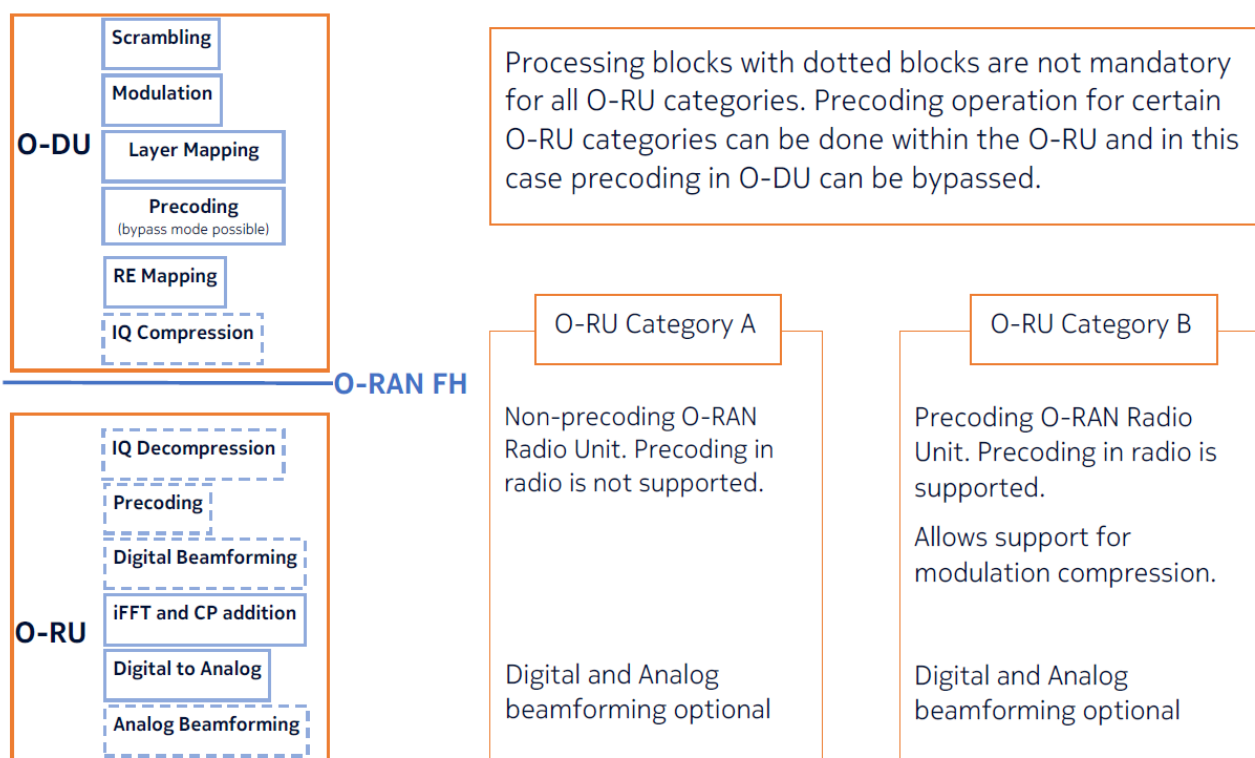 O-DU
Scrambling
Modulation
Layer Mapping
Precoding
(bypass mode possible)
RE Mapping
IQ Compression
O-RAN FH
O-RU
IQ Decompression
Precoding
Digital Beamforming
iFFT and CP addition
Digital to Analog
Analog Beamforming
Processing blocks with dotted blocks are not mandatory
for all O-RU categories. Precoding operation for certain
O-RU categories can be done within the O-RU and in this
case precoding in O-DU can be bypassed.
O-RU Category A
Non-precoding O-RAN
Radio Unit. Precoding in
radio is not supported.
Digital and Analog
beamforming optional
O-RU Category B
Precoding O-RAN Radio
Unit. Precoding in radio is
supported.
Allows support for
modulation compression.
Digital and Analog
beamforming optional